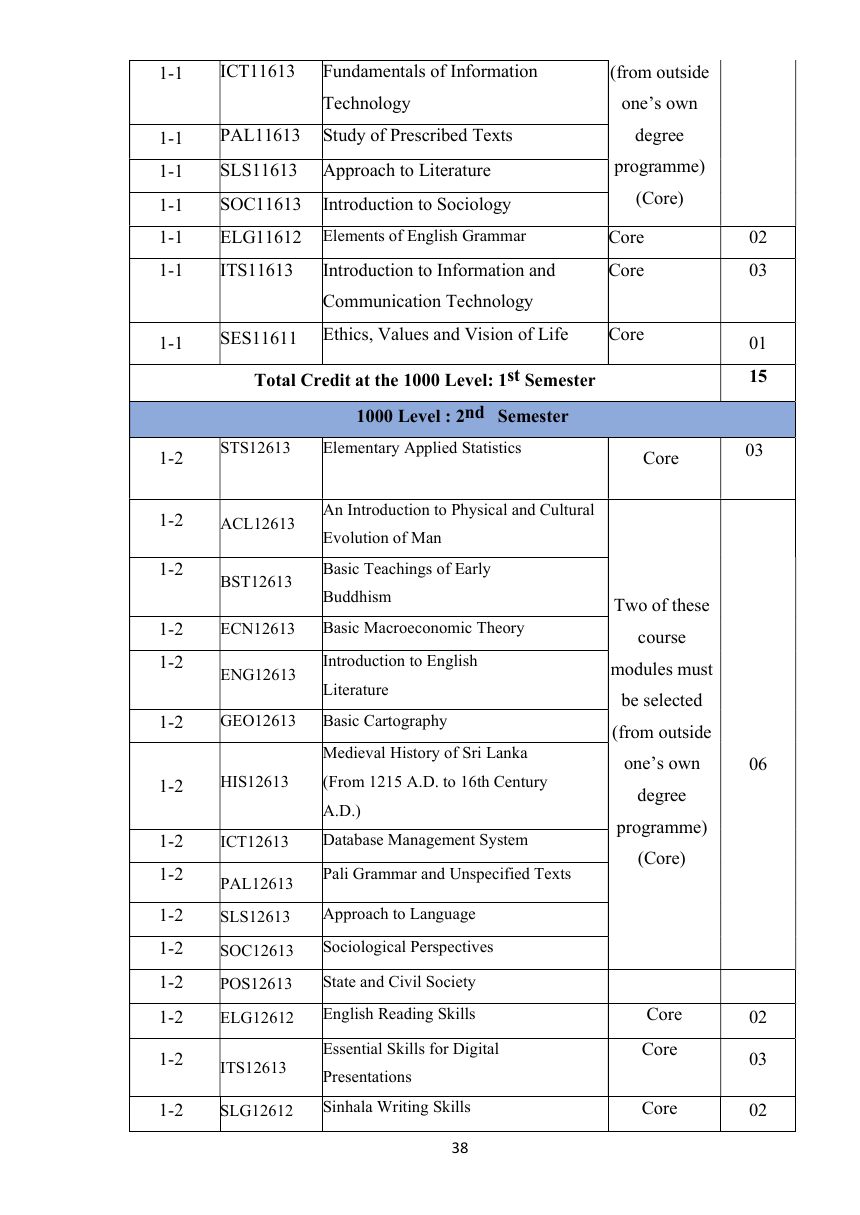 1-1 ICT11613 Fundamentals of Information (from outside
Technology one's own
1-1 PAL11613 Study of Prescribed Texts degree
1-1 SLS11613 Approach to Literature programme)
1-1 SOC11613 Introduction to Sociology (Core)
1-1 ELG11612 Elements of English Grammar Core 02
1-1 ITS11613 Introduction to Information and Core 03
Communication Technology
1-1 SES11611 Ethics, Values and Vision of Life Core 01
Total Credit at the 1000 Level: 1st Semester 15
1000 Level : 2nd Semester
1-2 STS12613 Elementary Applied Statistics Core 03
1-2 ACL12613 An Introduction to Physical and Cultural
Evolution of Man
1-2 BST12613 Basic Teachings of Early
Buddhism
Two of these
1-2 ECN12613 Basic Macroeconomic Theory course
1-2 ENG12613 Introduction to English modules must
Literature be selected
1-2 GEO12613 Basic Cartography (from outside
1-2 HIS12613 Medieval History of Sri Lanka one's own 06
(From 1215 A.D. to 16th Century degree
A.D.) programme)
1-2 ICT12613 Database Management System (Core)
1-2 PAL12613 Pali Grammar and Unspecified Texts
1-2 SLS12613 Approach to Language
1-2 SOC12613 Sociological Perspectives
1-2 POS12613 State and Civil Society
1-2 ELG12612 English Reading Skills Core 02
1-2 ITS12613 Essential Skills for Digital Core 03
Presentations
1-2 SLG12612 Sinhala Writing Skills Core 02
38